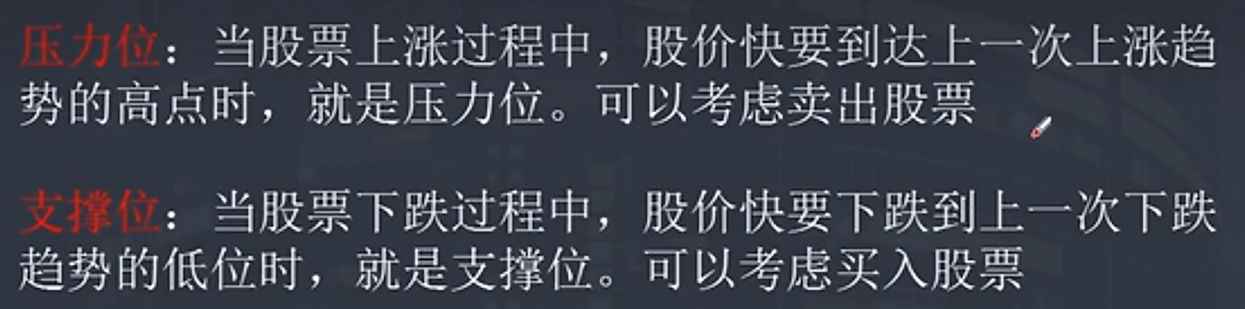 压力位：当股票上涨过程中，股价快要到达上一次上涨趋
势的高点时，就是压力位。可以考虑卖出股票
支撑位：当股票下跌过程中，股价快要下跌到上一次下跌
趋势的低位时，就是支撑位。可以考虑买入股票